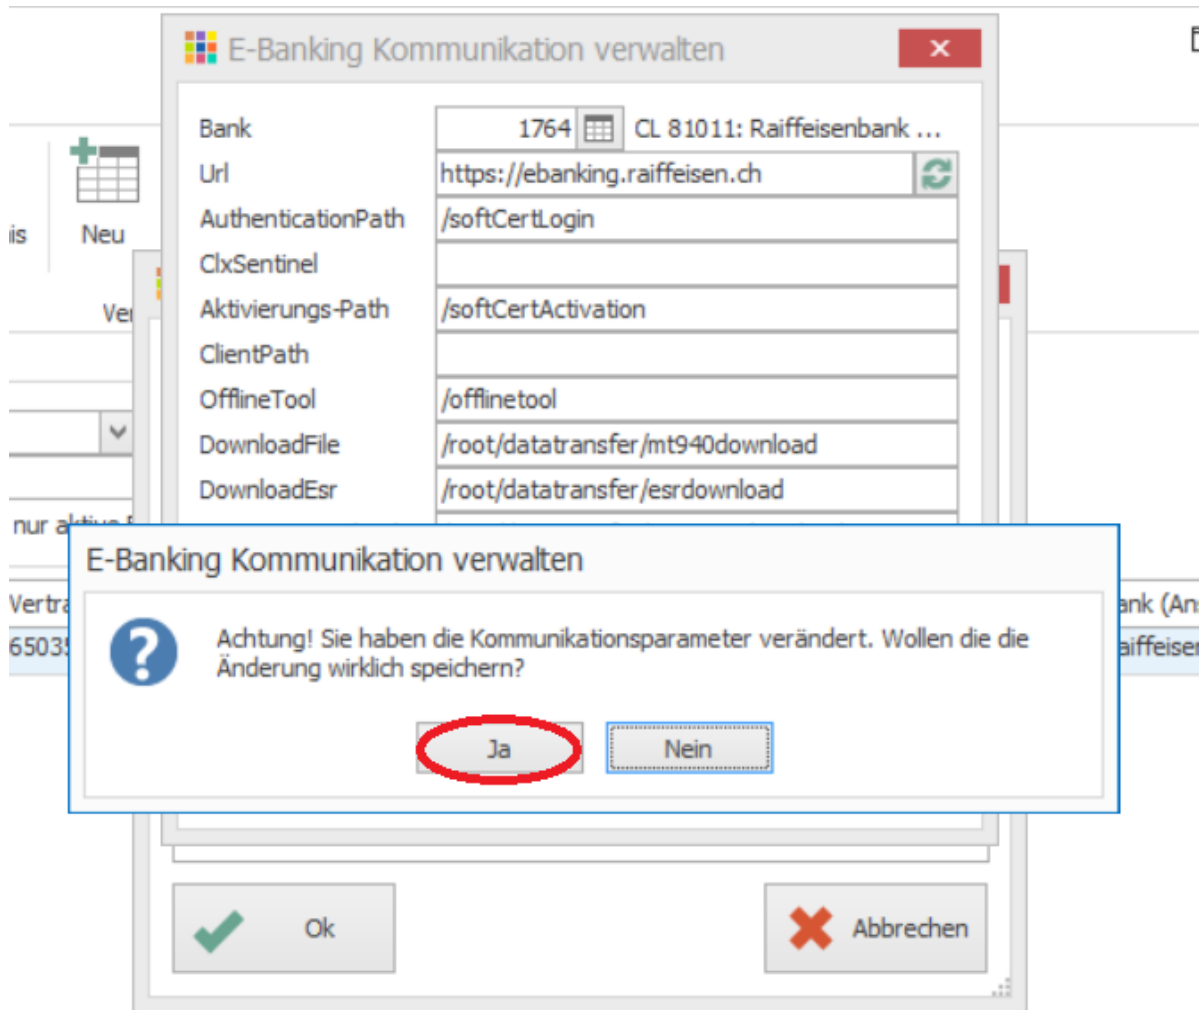 E-Banking Kommunikation verwalten
Bank 1764 CL 81011: Raiffeisenbank ...
Url https://ebanking.raiffeisen.ch
AuthenticationPath /softCertLogin
ClxSentinel
Aktivierungs-Path /softCertActivation
ClientPath
OfflineTool /offlinetool
DownloadFile /root/datatransfer/mt940download
DownloadEsr /root/datatransfer/esrdownload
Neu
nur aktive
E-Banking Kommunikation verwalten
Achtung! Sie haben die Kommunikationsparameter verändert. Wollen die die
Änderung wirklich speichern?
Ja Nein
Ok Abbrechen